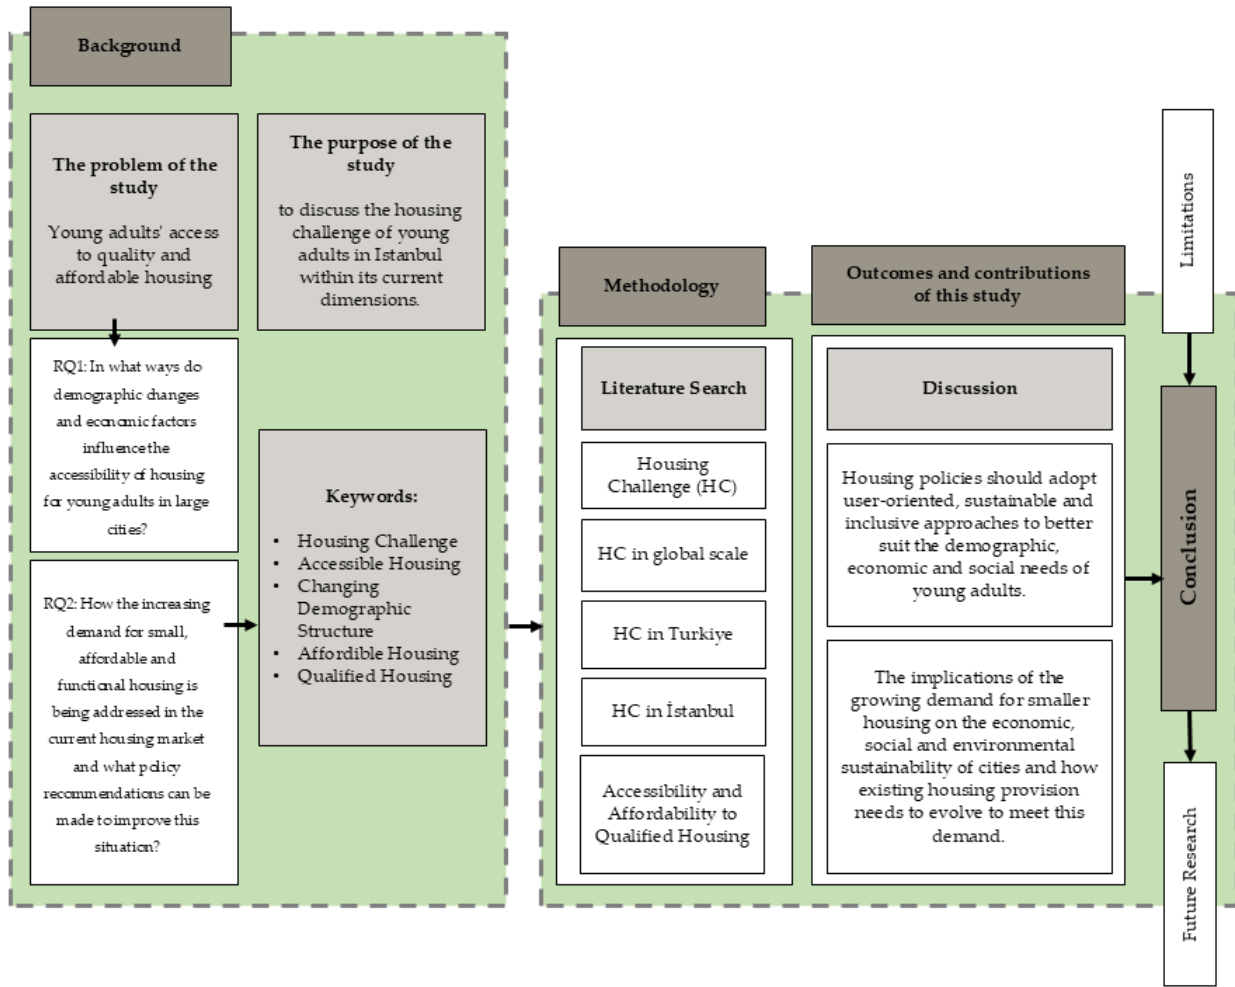 Background
The problem of the
study
Young adults' access
to quality and
affordable housing
The purpose of the
study
to discuss the housing
challenge of young
adults in Istanbul
within its current
dimensions.
RQ1: In what ways do
demographic changes
and economic factors
influence the
accessibility of housing
for young adults in large
cities?
RQ2: How the increasing
demand for small,
affordable and
functional housing is
being addressed in the
current housing market
and what policy
recommendations can be
made to improve this
situation?
Keywords:
• Housing Challenge
• Accessible Housing
• Changing
Demographic
Structure
• Affordible Housing
• Qualified Housing
Methodology
Literature Search
Housing
Challenge (HC)
HC in global scale
HC in Turkiye
HC in İstanbul
Accessibility and
Affordability to
Qualified Housing
Outcomes and contributions
of this study
Discussion
Housing policies should adopt
user-oriented, sustainable and
inclusive approaches to better
suit the demographic,
economic and social needs of
young adults.
The implications of the
growing demand for smaller
housing on the economic,
social and environmental
sustainability of cities and how
existing housing provision
needs to evolve to meet this
demand.
Limitations
Conclusion
Future Research